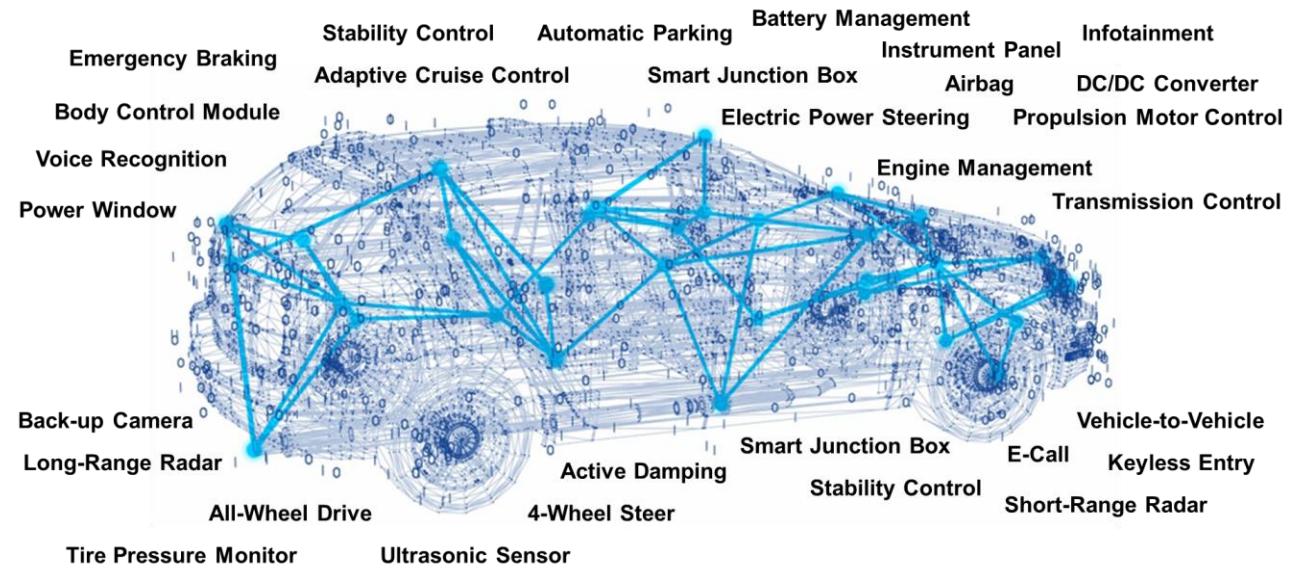 Battery Management
Stability Control
Automatic Parking
Infotainment
Instrument Panel
Emergency Braking
Adaptive Cruise Control
Smart Junction Box
Airbag
DC/DC Converter
Body Control Module
Electric Power Steering
Propulsion Motor Control
Voice Recognition
Engine Management
Power Window
Transmission Control
Back-up Camera
Vehicle-to-Vehicle
Smart Junction Box
E-Call
Long-Range Radar
Keyless Entry
Active Damping
Stability Control
Short-Range Radar
All-Wheel Drive
4-Wheel Steer
Tire Pressure Monitor
Ultrasonic Sensor